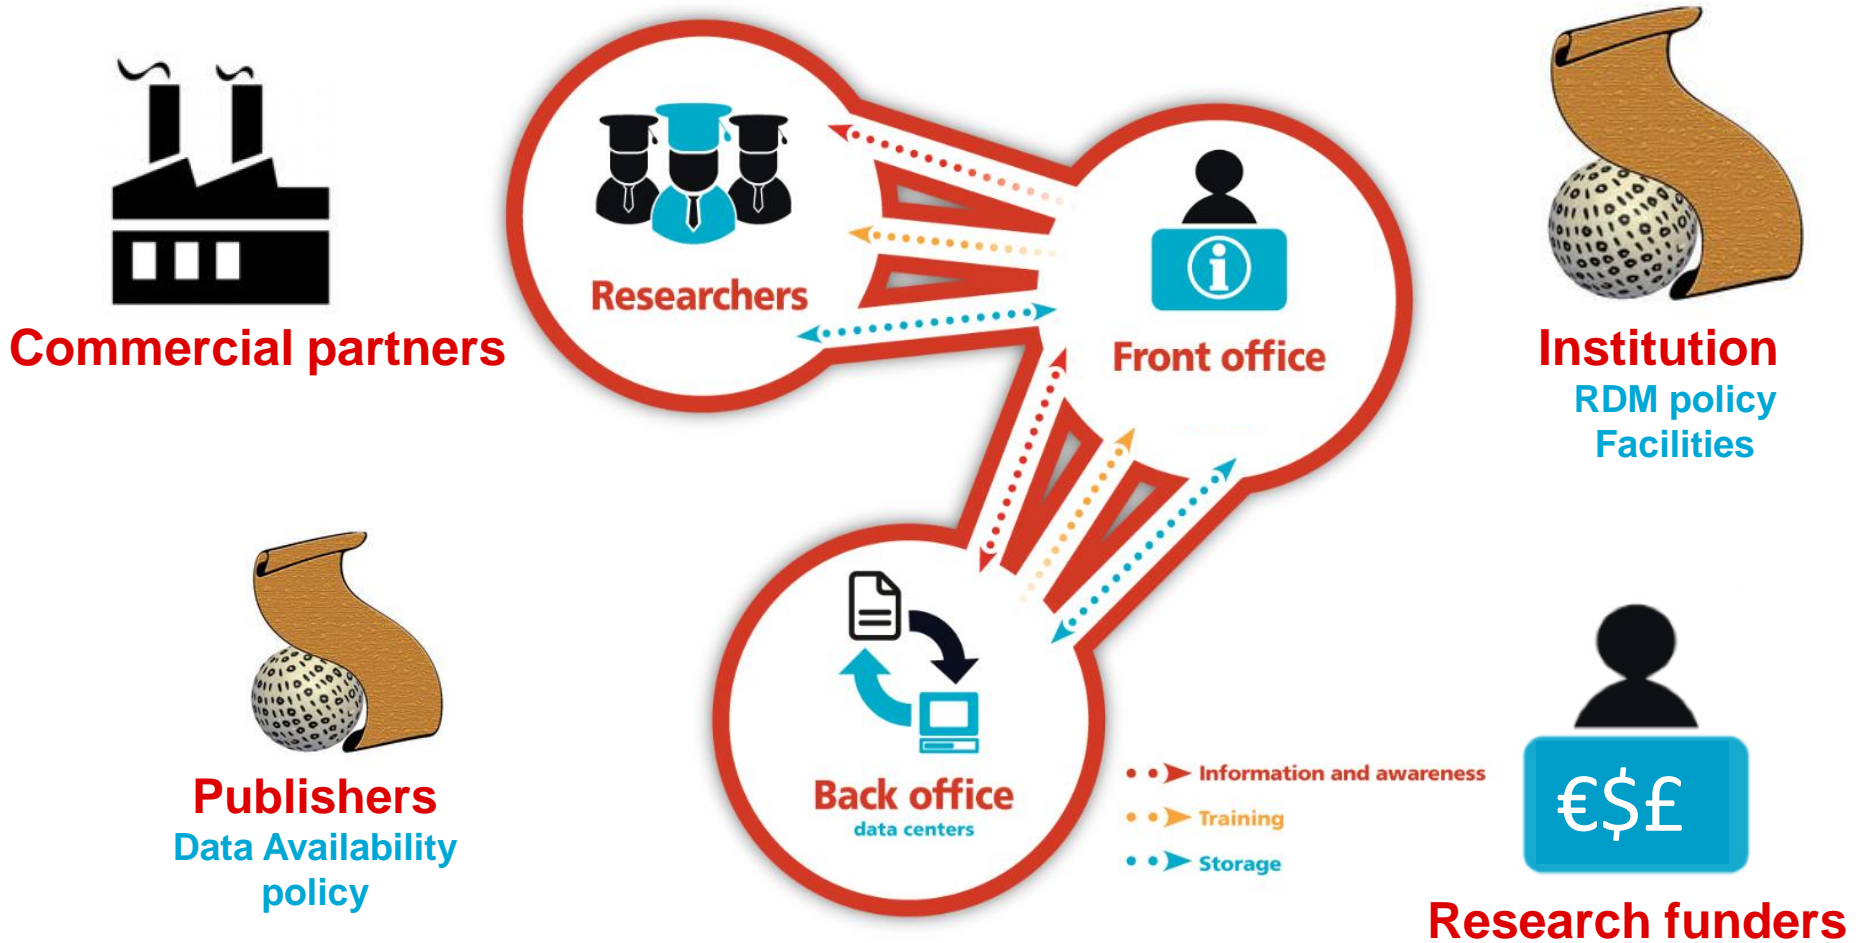 Commercial partners
Researchers
Front office
Institution
RDM policy
Facilities
Publishers
Data Availability
policy
Back office
data centers
Information and awareness
Training
Storage
€$£
Research funders